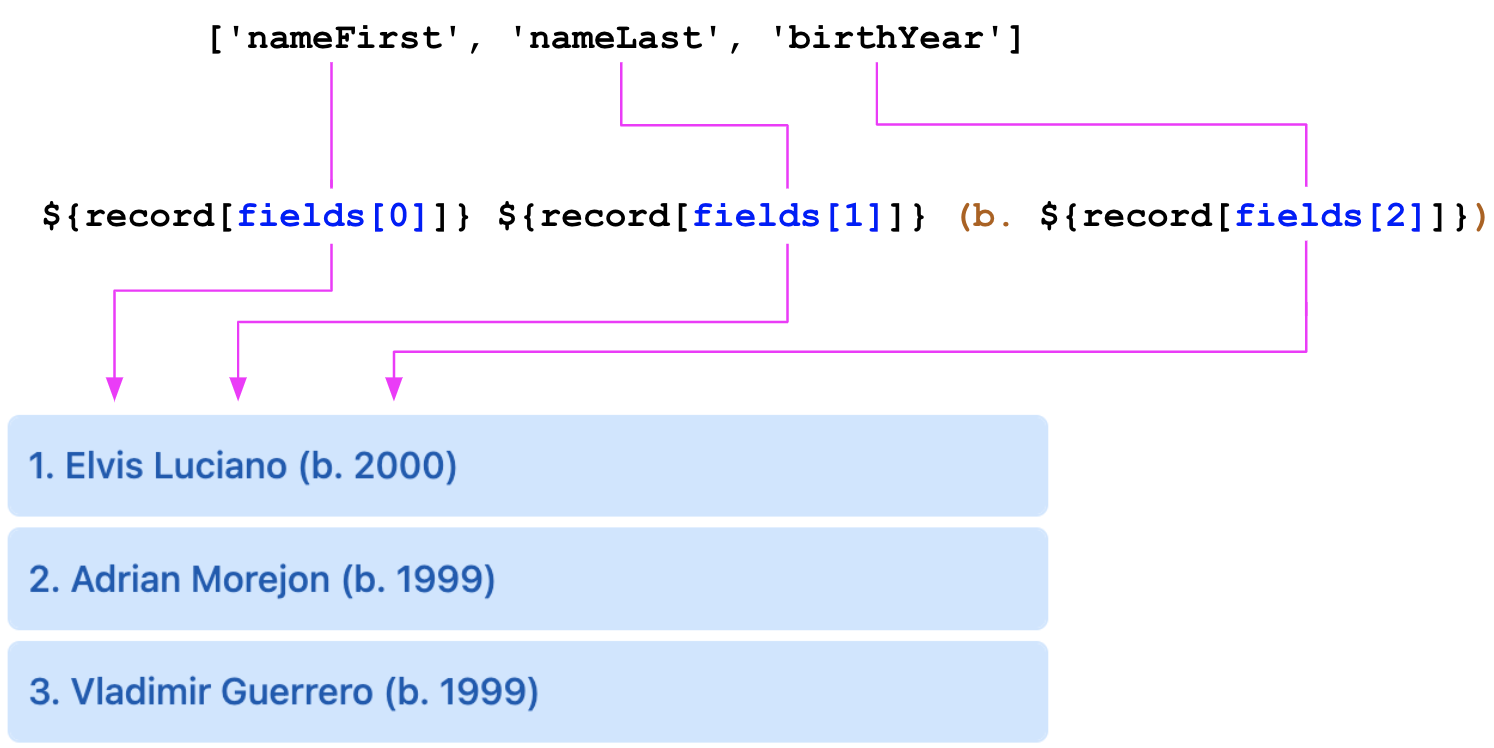 ['nameFirst', 'nameLast', 'birthYear']
${record[fields[0]]} ${record[fields[1]]} (b. ${record[fields[2]]})
1. Elvis Luciano (b. 2000)
2. Adrian Morejon (b. 1999)
3. Vladimir Guerrero (b. 1999)